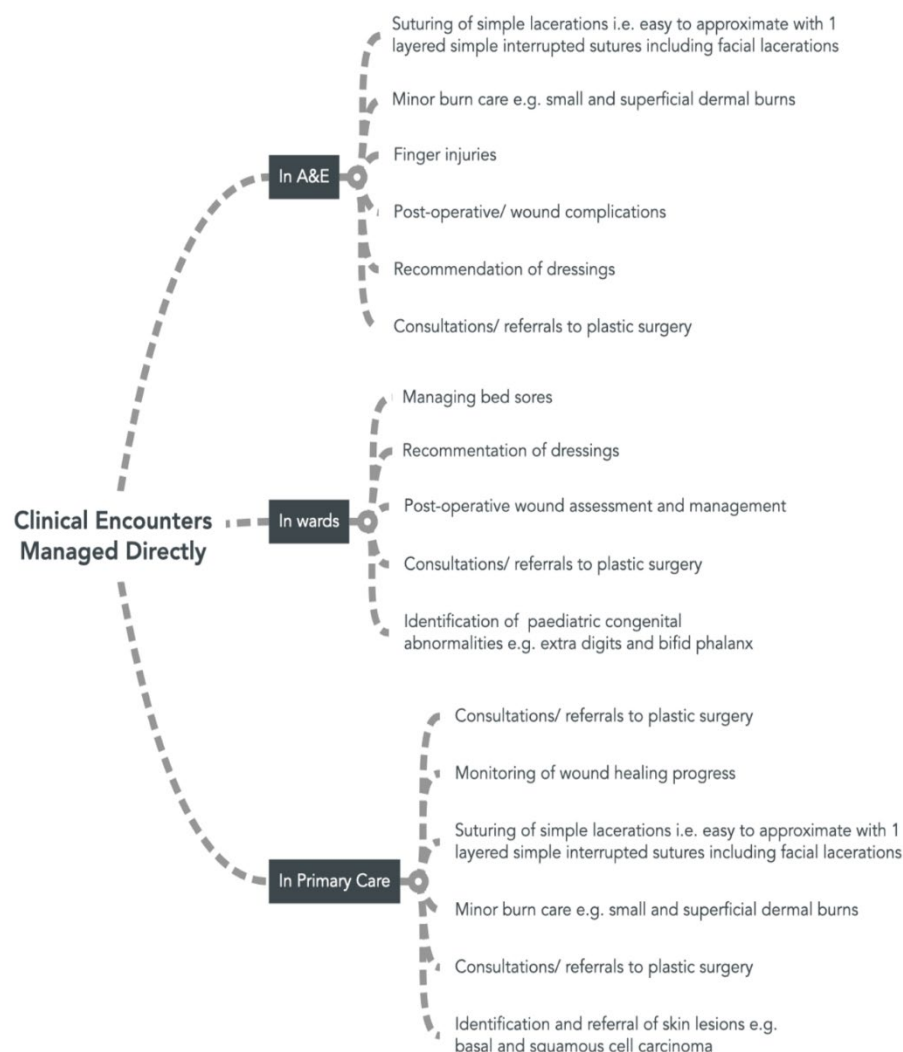 Suturing of simple lacerations i.e. easy to approximate with 1
layered simple interrupted sutures including facial lacerations
Minor burn care e.g. small and superficial dermal burns
In A&E
Finger injuries
Post-operative/ wound complications
Recommendation of dressings
Consultations/ referrals to plastic surgery
Managing bed sores
Recommentation of dressings
Clinical Encounters
Managed Directly
In wards
Post-operative wound assessment and management
Consultations/ referrals to plastic surgery
Identification of paediatric congenital
abnormalities e.g. extra digits and bifid phalanx
Consultations/ referrals to plastic surgery
Monitoring of wound healing progress
Suturing of simple lacerations i.e. easy to approximate with 1
layered simple interrupted sutures including facial lacerations
In Primary Care
Minor burn care e.g. small and superficial dermal burns
Consultations/ referrals to plastic surgery
Identification and referral of skin lesions e.g.
basal and squamous cell carcinoma